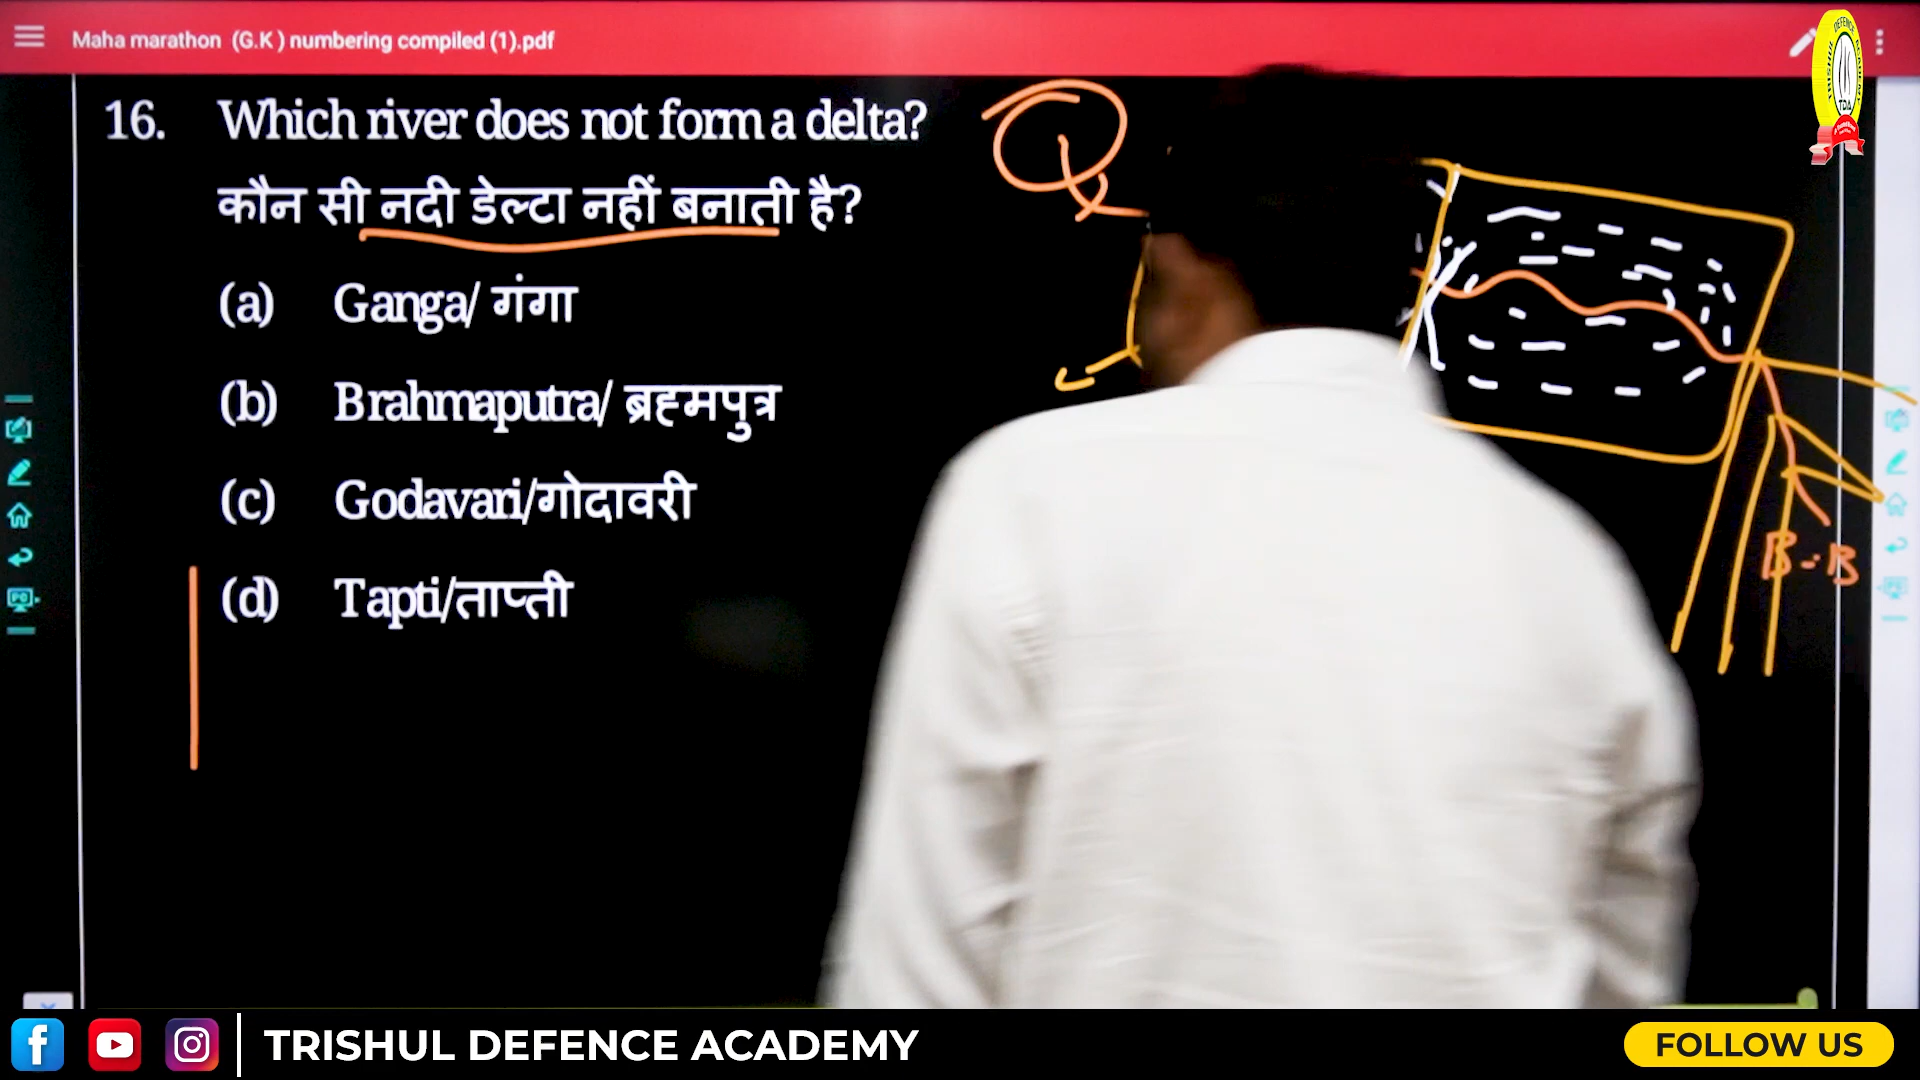 Maha marathon (G.K ) numbering compiled (1).pdf
16. Which river does not form a delta?
कौन सी नदी डेल्टा नहीं बनाती है?
(a) Ganga/ गंगा
(b) Brahmaputra/ ब्रह्मपुत्र
(c) Godavari/गोदावरी
(d) Tapti/ताप्ती
B-B
TDA
TRISHUL DEFENCE ACADEMY
FOLLOW US